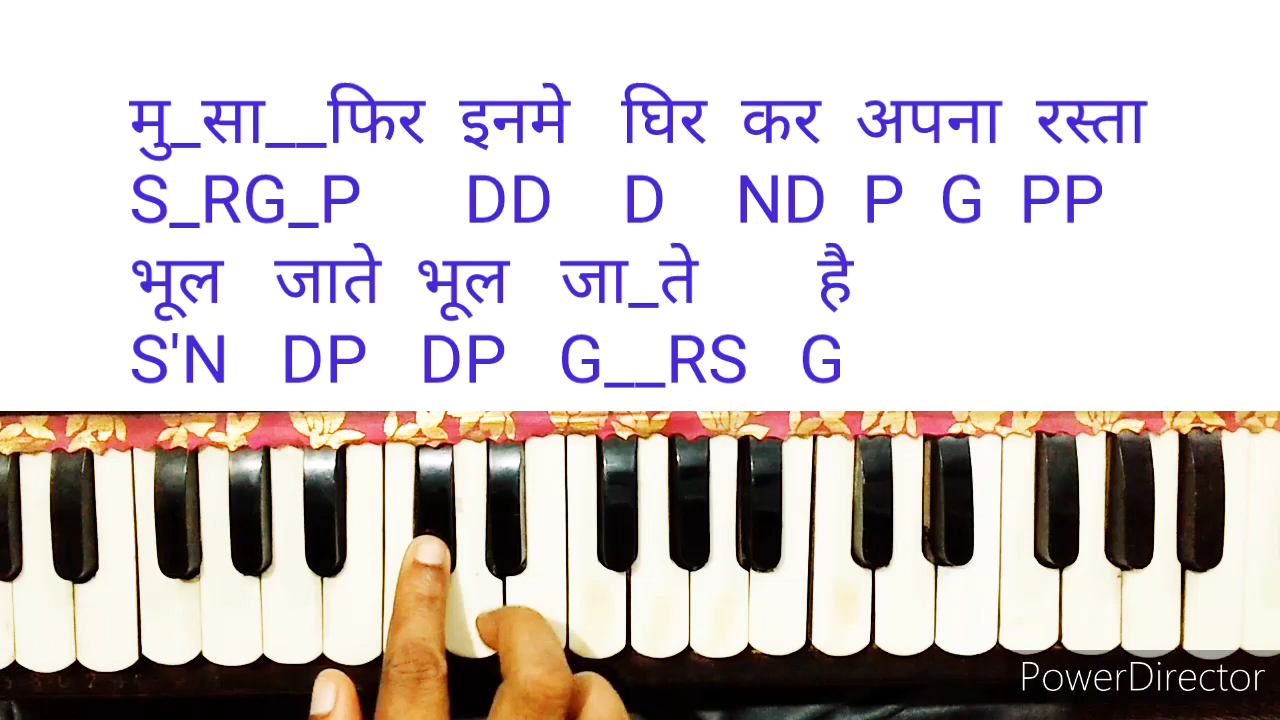 मु_सा__फिर इनमे घिर कर अपना रस्ता
S_RG_P DD D ND P G PP
भूल जाते भूल जा_ते है
S'N DP DP G__RS G
PowerDirector